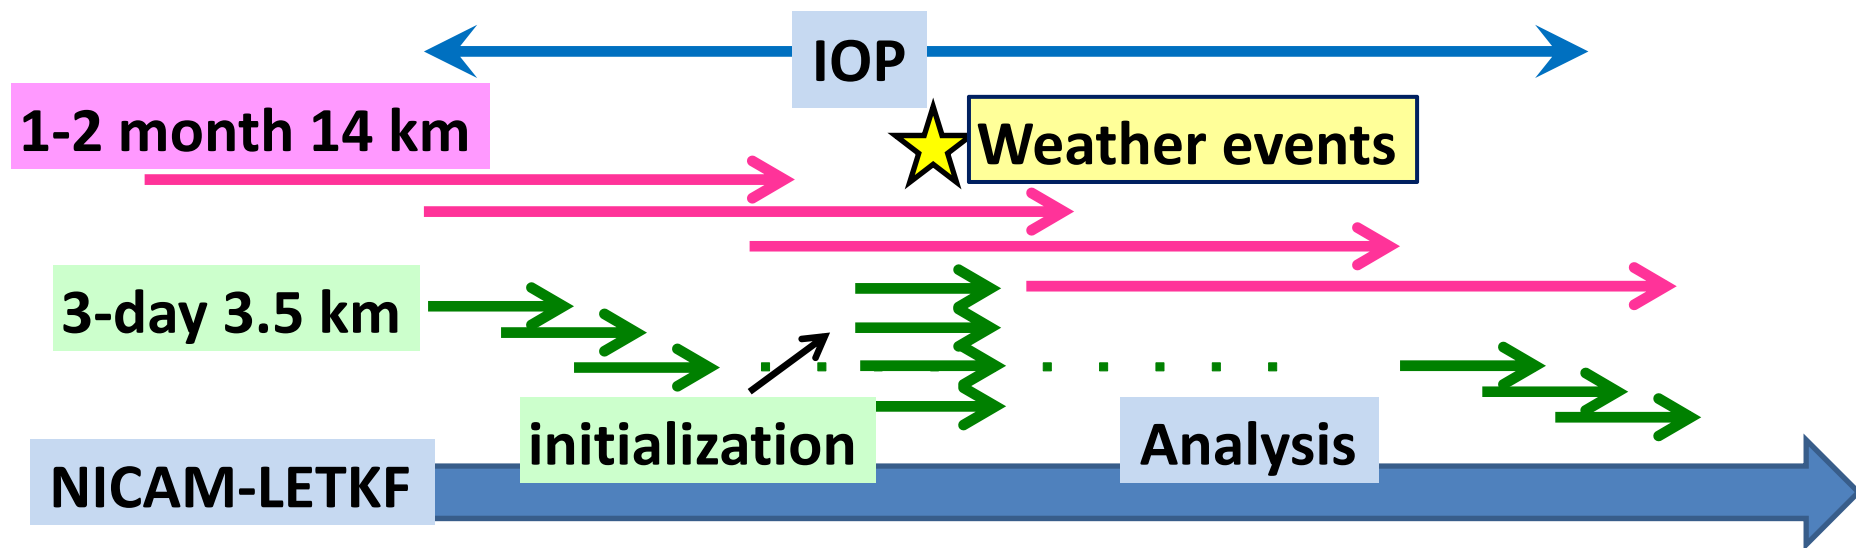 IOP
1-2 month 14 km
Weather events
3-day 3.5 km
initialization
Analysis
NICAM-LETKF